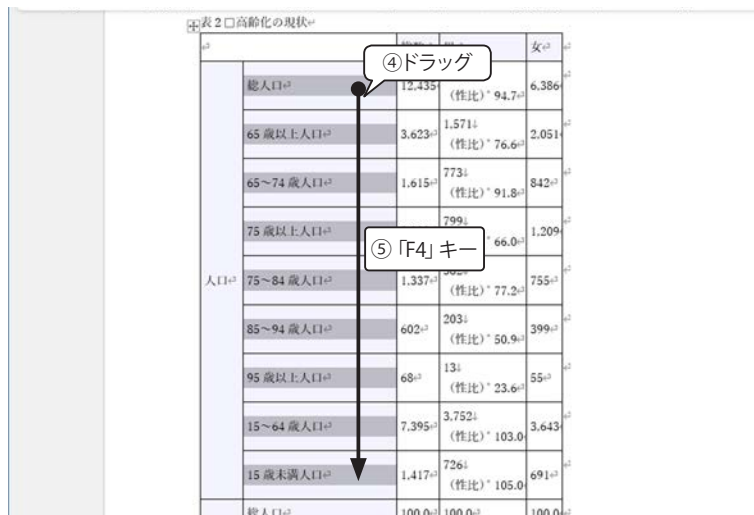 表2□高齢化の現状
女
④ドラッグ
総人口 12,435 (性比)*94.7 6,386
65歳以上人口 3,623 1,571↓ (性比)*76.6 2,051
65〜74歳人口 1,615 773↓ (性比)*91.8 842
75歳以上人口 799↓ 66.0 1,209
⑤「F4」キー
人口 75〜84歳人口 1,337 (性比)*77.2 755
85〜94歳人口 602 203↓ (性比)*50.9 399
95歳以上人口 68 13↓ (性比)*23.6 55
15〜64歳人口 7,395 3,752↓ (性比)*103.0 3,643
15歳未満人口 1,417 726↓ (性比)*105.0 691
総人口 100.0 100.0 100.0